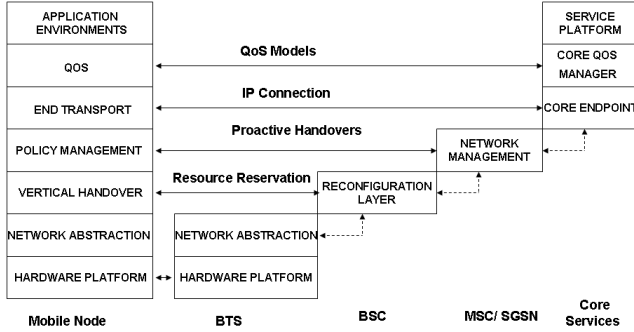 APPLICATION
ENVIRONMENTS
SERVICE
PLATFORM
QoS Models
QOS
CORE QOS
MANAGER
IP Connection
END TRANSPORT
CORE ENDPOINT
Proactive Handovers
POLICY MANAGEMENT
NETWORK
MANAGEMENT
Resource Reservation
VERTICAL HANDOVER
RECONFIGURATION
LAYER
NETWORK ABSTRACTION
NETWORK ABSTRACTION
HARDWARE PLATFORM
HARDWARE PLATFORM
Mobile Node
BTS
BSC
MSC/ SGSN
Core
Services